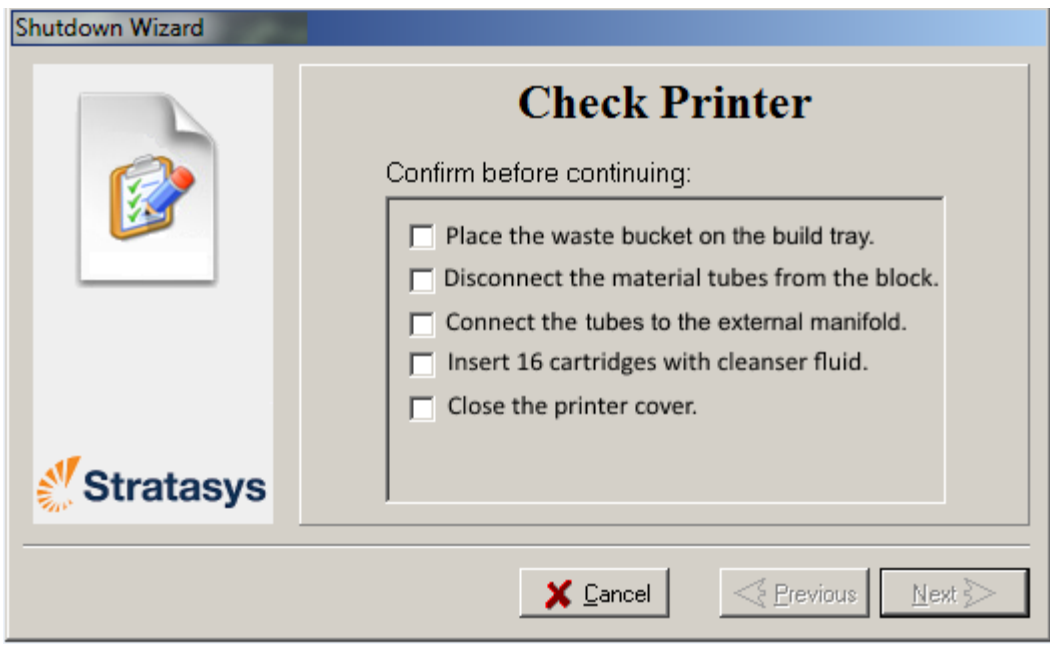 Shutdown Wizard
Check Printer
Confirm before continuing:
Place the waste bucket on the build tray.
Disconnect the material tubes from the block.
Connect the tubes to the external manifold.
Insert 16 cartridges with cleanser fluid.
Close the printer cover.
Stratasys
Cancel
Previous
Next